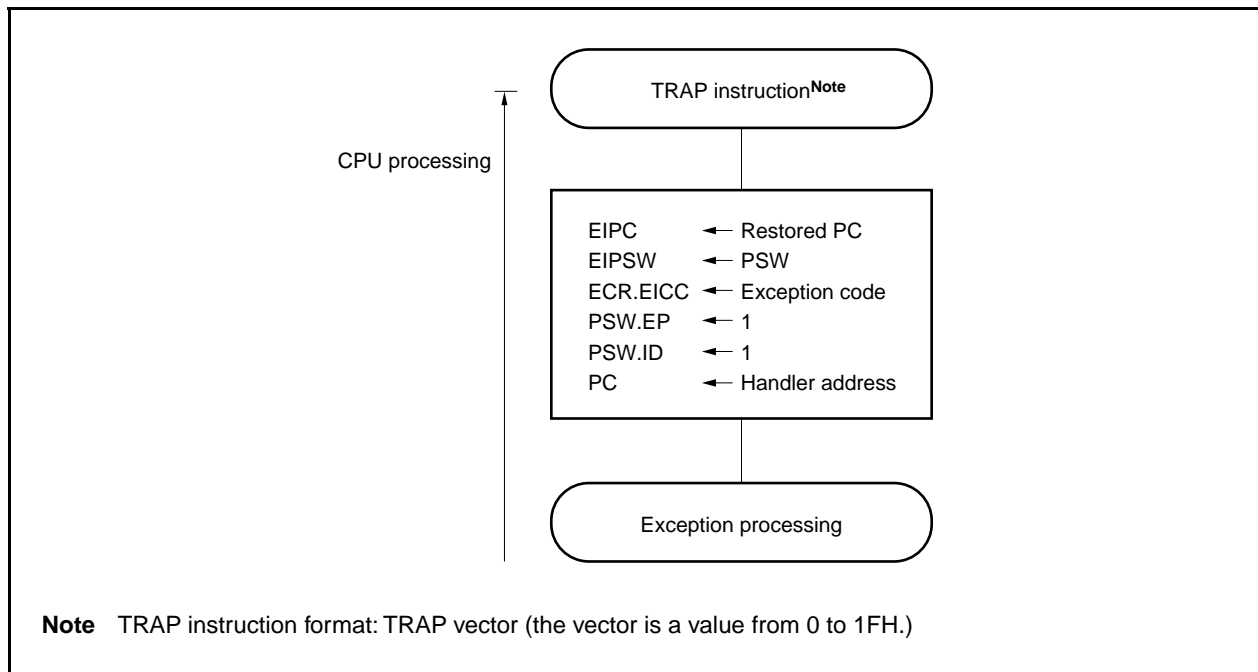 TRAP instructionNote
CPU processing
EIPC ← Restored PC
EIPSW ← PSW
ECR.EICC ← Exception code
PSW.EP ← 1
PSW.ID ← 1
PC ← Handler address
Exception processing
Note TRAP instruction format: TRAP vector (the vector is a value from 0 to 1FH.)